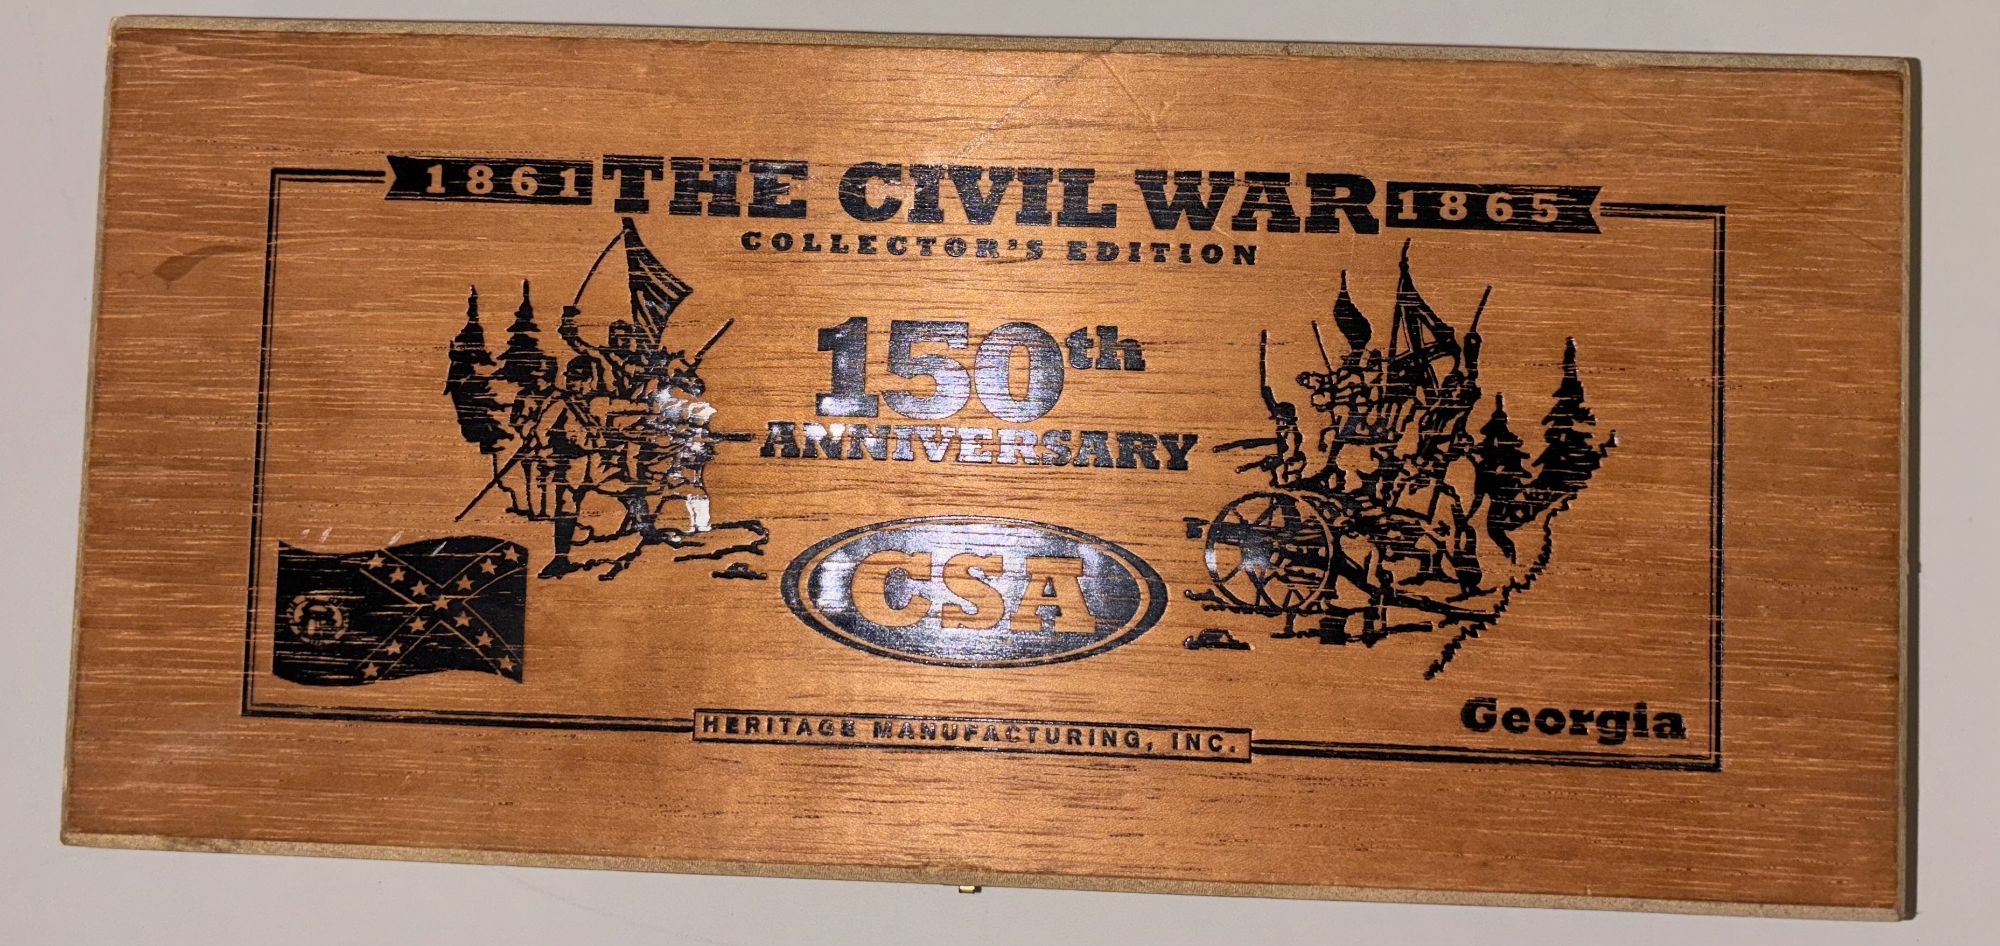 1861 THE CIVIL WAR 1865
COLLECTOR'S EDITION
150th
ANNIVERSARY
CSA
Georgia
HERITAGE MANUFACTURING, INC.